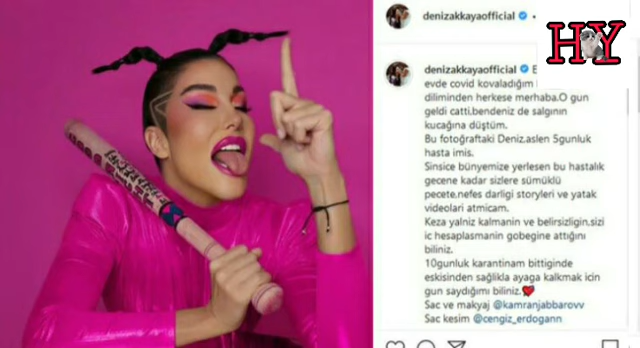 denizakkayaofficial
HY
denizakkayaofficial
evde covid kovaladığım
diliminden herkese merhaba.O gun
geldi catti,bendeniz de salgının
kucağına düştüm.
Bu fotoğraftaki Deniz,aslen 5gunluk
hasta imis.
Sinsice bünyemize yerlesen bu hastalık
gecene kadar sizlere sümüklü
pecete,nefes darligi storyleri ve yatak
videolari atmicam.
Keza yalniz kalmanin ve belirsizligin,sizi
ic hesaplasmanin gobegine attığını
biliniz.
10gunluk karantinam bittiginde
eskisinden sağlikla ayaga kalkmak icin
gun saydığımı biliniz.❤️
Sac ve makyaj @kamranjabbarovv
Sac kesim @cengiz_erdogann